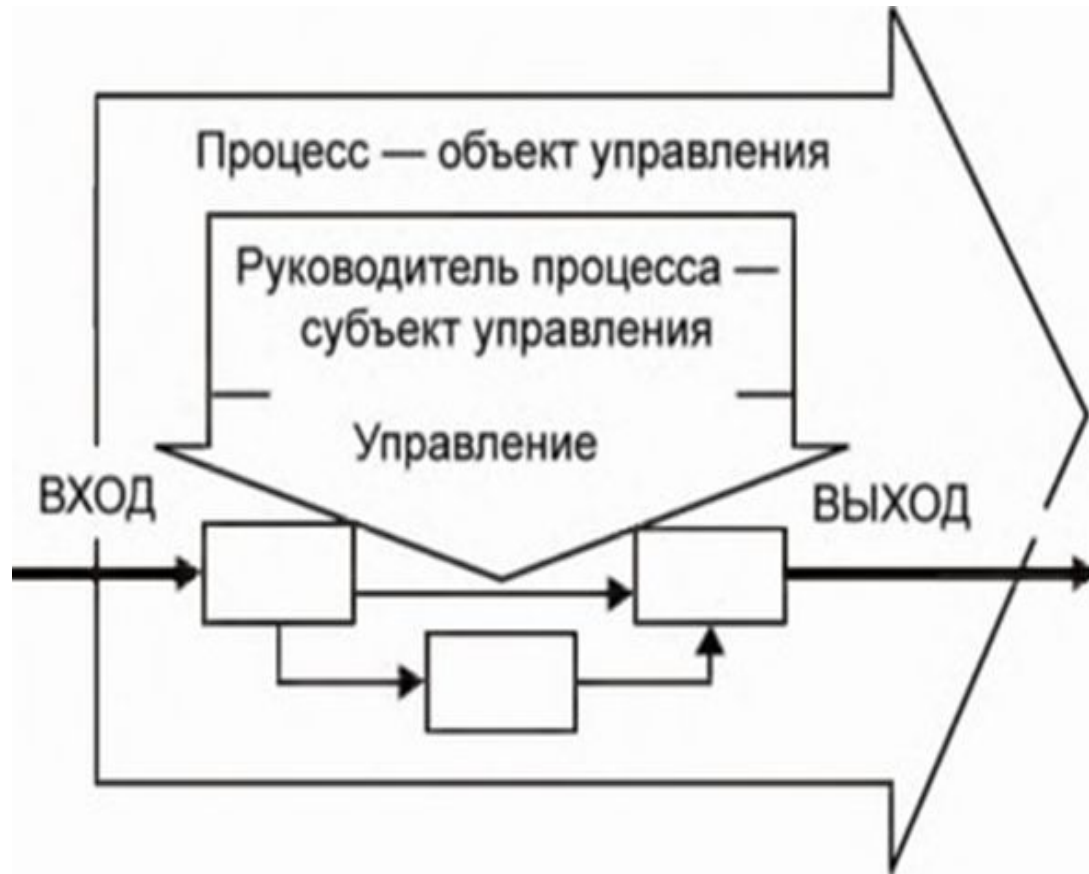 Процесс — объект управления
Руководитель процесса —
субъект управления
Управление
ВХОД
ВЫХОД